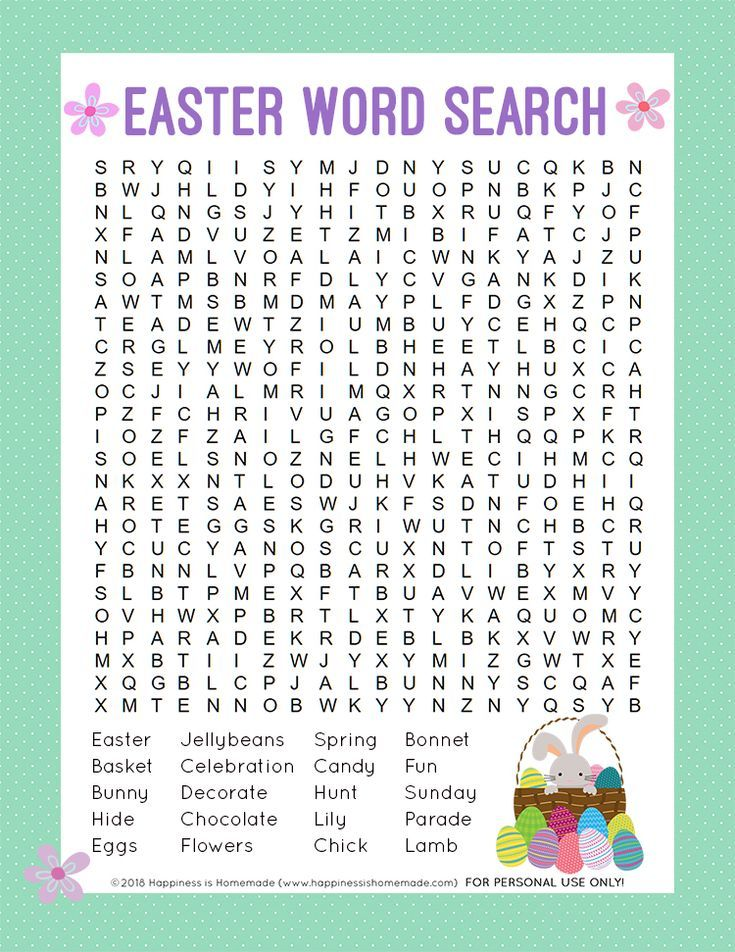 EASTER WORD SEARCH
S R Y Q I I S Y M J D N Y S U C Q K B N
B W J H L D Y I H F O U O P N B K P J C
N L Q N G S J Y H I T B X R U Q F Y O F
X F A D V U Z E T Z M I B I F A T C J P
N L A M L V O A L A I C W N K Y A J Z U
S O A P B N R F D L Y C V G A N K D I K
A W T M S B M D M A Y P L F D G X Z P N
T E A D E W T Z I U M B U Y C E H Q C P
C R G L M E Y R O L B H E E T L B C I C
Z S E Y Y W O F I L D N H A Y H U X C A
O C J I A L M R I M Q X R T N N G C R H
P Z F C H R I V U A G O P X I S P X F T
I O Z F Z A I L G F C H L T H Q Q P K R
S O E L S N O Z N E L H W E C I H M C Q
N K X X N T L O D U H V K A T U D H I I
A R E T S A E S W J K F S D N F O E H Q
H O T E G G S K G R I W U T N C H B C R
Y C U C Y A N O S C U X N T O F T S T U
F B N N L V P Q B A R X D L I B Y X R Y
S L B T P M E X F T B U A V W E X M V Y
O V H W X P B R T L X T Y K A Q U O M C
H P A R A D E K R D E B L B K X V W R Y
M X B T I I Z W J Y X Y M I Z G W T X E
X Q G B L C P J A L B U N N Y S C Q A F
X M T E N N O B W K Y Y N Z N Y Q S Y B
Easter Jellybeans Spring Bonnet
Basket Celebration Candy Fun
Bunny Decorate Hunt Sunday
Hide Chocolate Lily Parade
Eggs Flowers Chick Lamb
©2018 Happiness is Homemade (www.happinessishomemade.com) FOR PERSONAL USE ONLY!